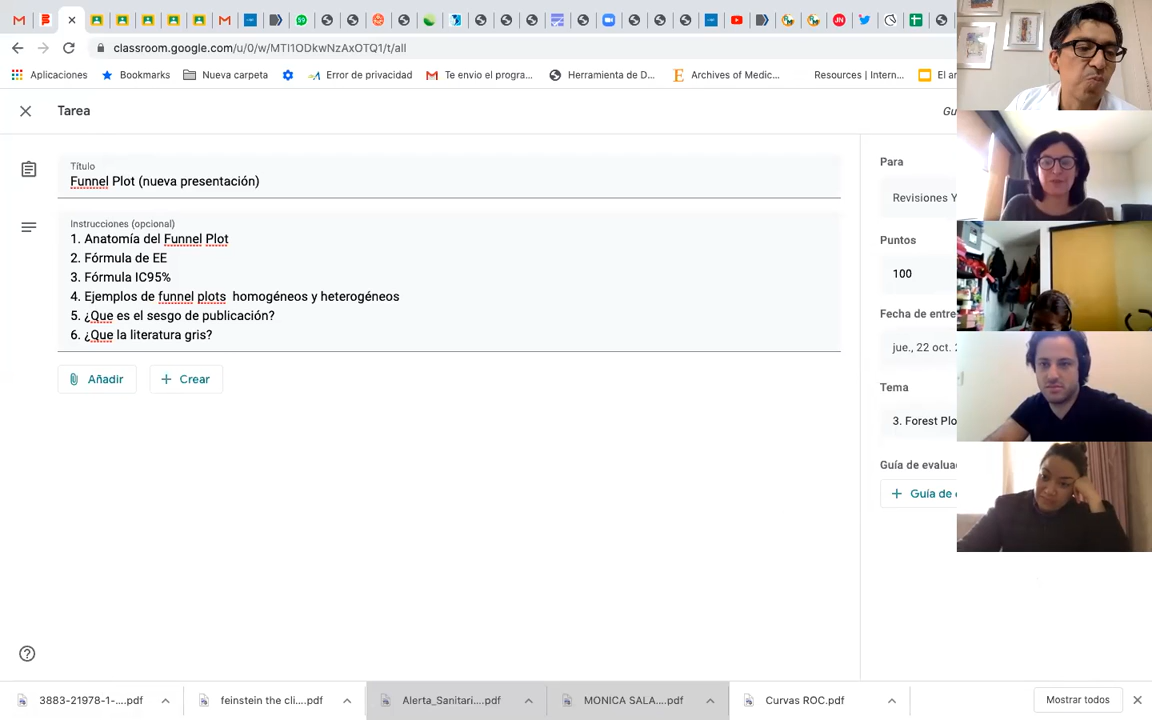 classroom.google.com/u/0/w/MTI1ODkwNzAxOTQ1/t/all
Aplicaciones
Bookmarks
Nueva carpeta
Error de privacidad
Te envio el progra...
Herramienta de D...
Archives of Medic...
Resources | Intern...
El
Tarea
Título
Funnel Plot (nueva presentación)
Instrucciones (opcional)
1. Anatomía del Funnel Plot
2. Fórmula de EE
3. Fórmula IC95%
4. Ejemplos de funnel plots homogéneos y heterogéneos
5. ¿Que es el sesgo de publicación?
6. ¿Que la literatura gris?
Añadir
Crear
Para
Revisiones Y
Puntos
100
Fecha de entre
jue., 22 oct. 2
Tema
3. Forest Plo
Guía de evalua
Guía de e
3883-21978-1-....pdf
feinstein the cli....pdf
Alerta_Sanitari....pdf
MONICA SALA....pdf
Curvas ROC.pdf
Mostrar todos